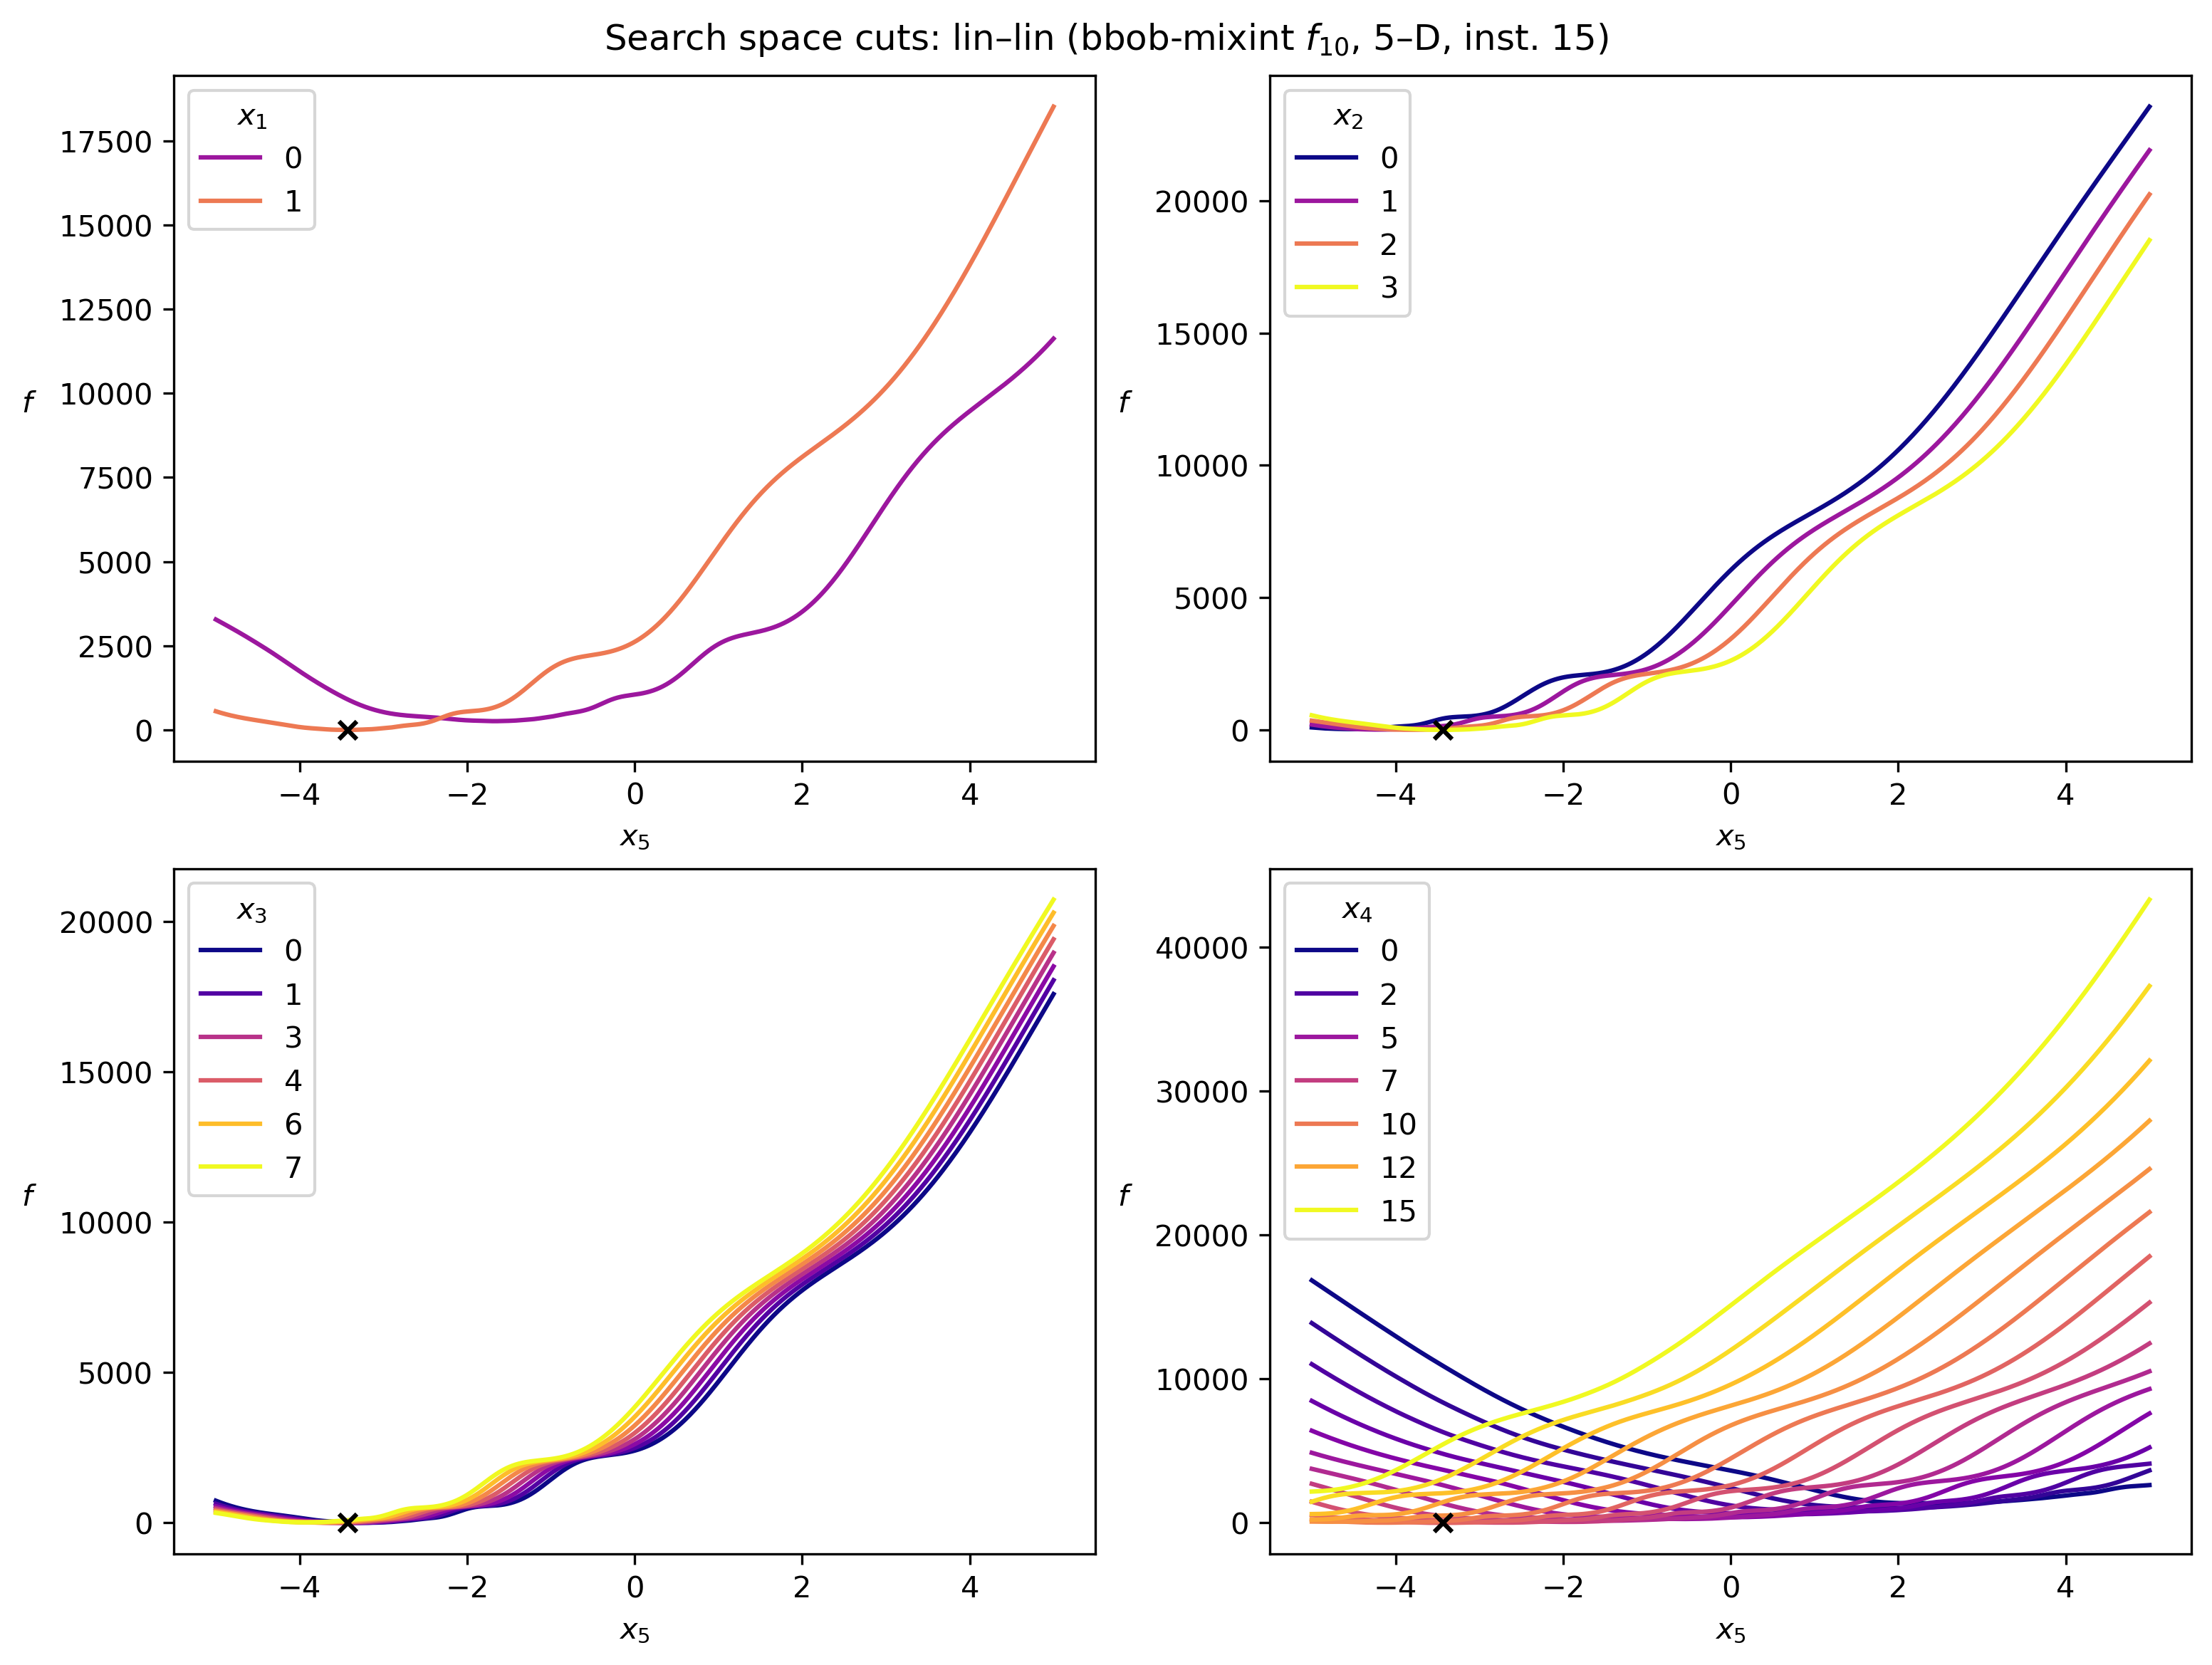 Search space cuts: lin–lin (bbob-mixint f10, 5–D, inst. 15)
x1
0
1
17500
15000
12500
10000
7500
5000
2500
0
f
−4 −2 0 2 4
x5
x2
0
1
2
3
20000
15000
10000
5000
0
f
−4 −2 0 2 4
x5
x3
0
1
3
4
6
7
20000
15000
10000
5000
0
f
−4 −2 0 2 4
x5
x4
0
2
5
7
10
12
15
40000
30000
20000
10000
0
f
−4 −2 0 2 4
x5